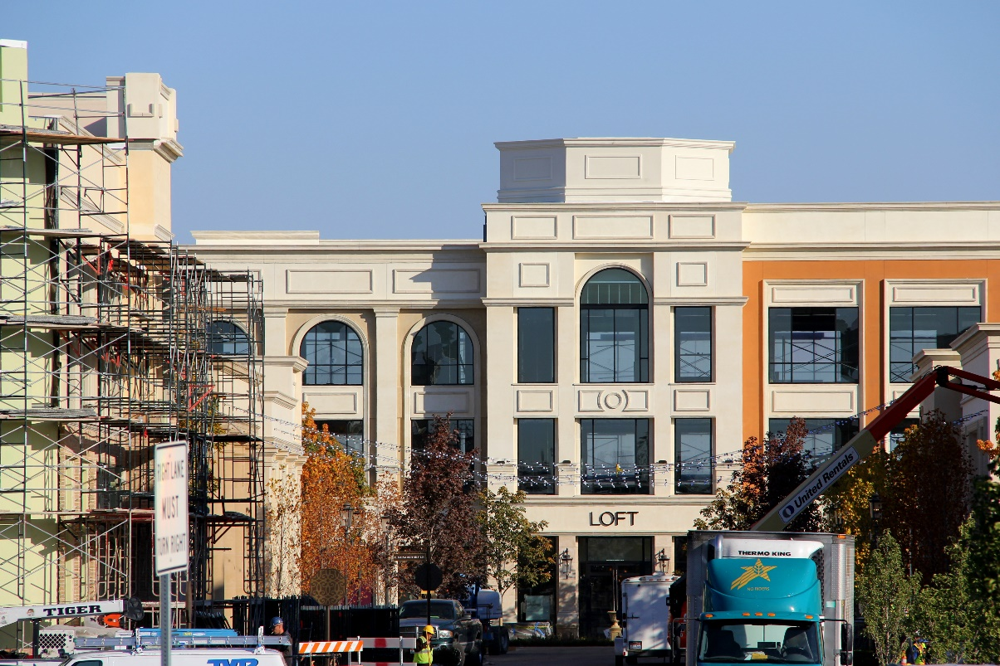 LOFT
United Rentals
THERMO KING
RIGHT LANE
MUST
TURN RIGHT
TIGER